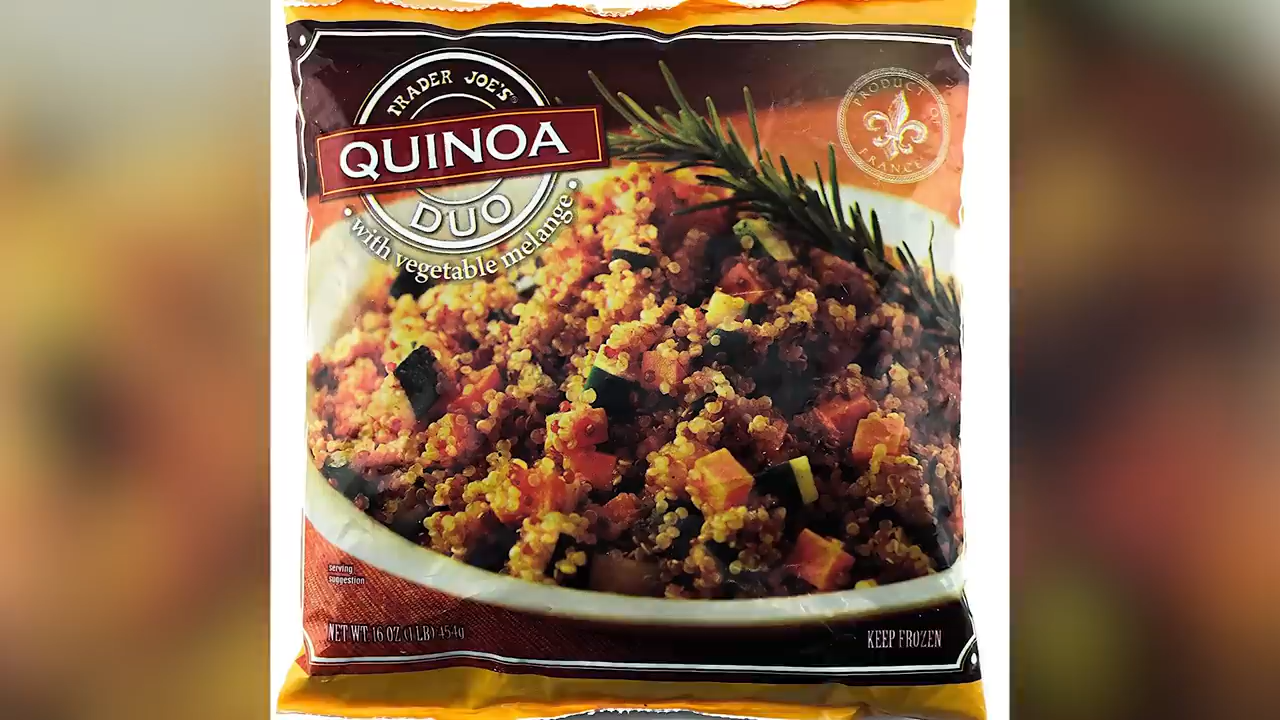 TRADER JOE'S®
QUINOA
DUO
• with vegetable melange •
PRODUCT OF
FRANCE
serving
suggestion
NET WT. 16 OZ (1 LB) 454g
KEEP FROZEN